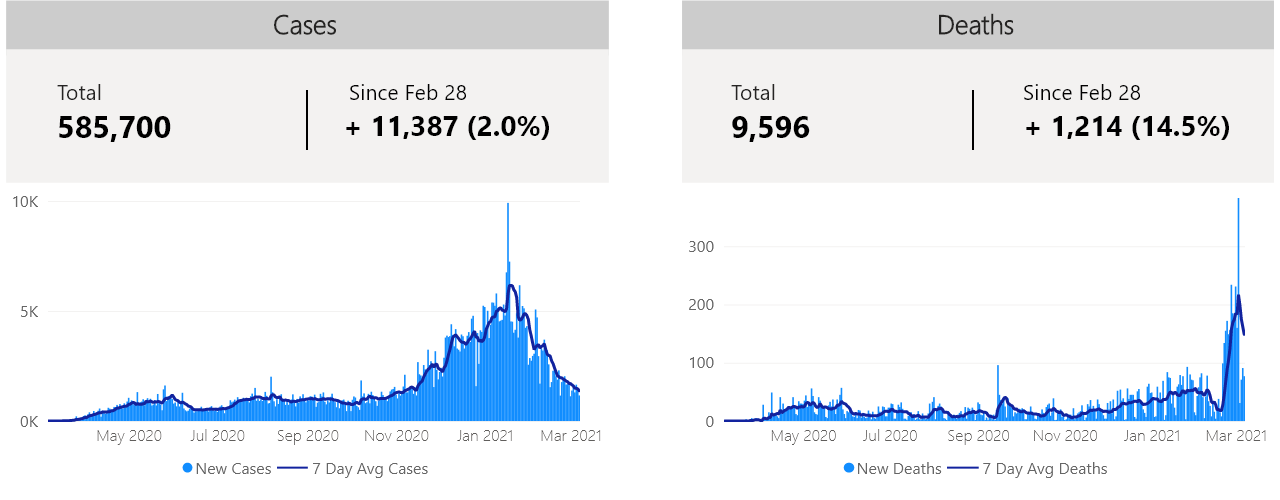 Cases
Total
585,700
Since Feb 28
+ 11,387 (2.0%)
10K
5K
0K
May 2020 Jul 2020 Sep 2020 Nov 2020 Jan 2021 Mar 2021
New Cases 7 Day Avg Cases
Deaths
Total
9,596
Since Feb 28
+ 1,214 (14.5%)
300
200
100
0
May 2020 Jul 2020 Sep 2020 Nov 2020 Jan 2021 Mar 2021
New Deaths 7 Day Avg Deaths